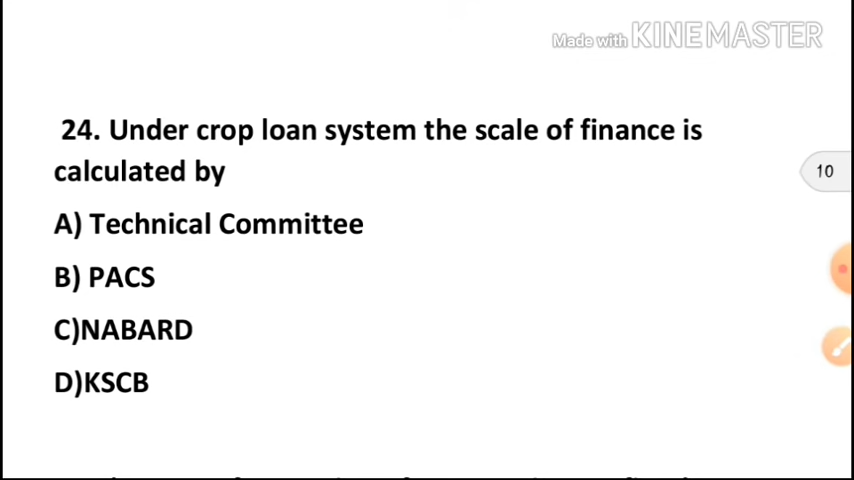 Made with KINEMASTER
24. Under crop loan system the scale of finance is
calculated by
10
A) Technical Committee
B) PACS
C)NABARD
D)KSCB